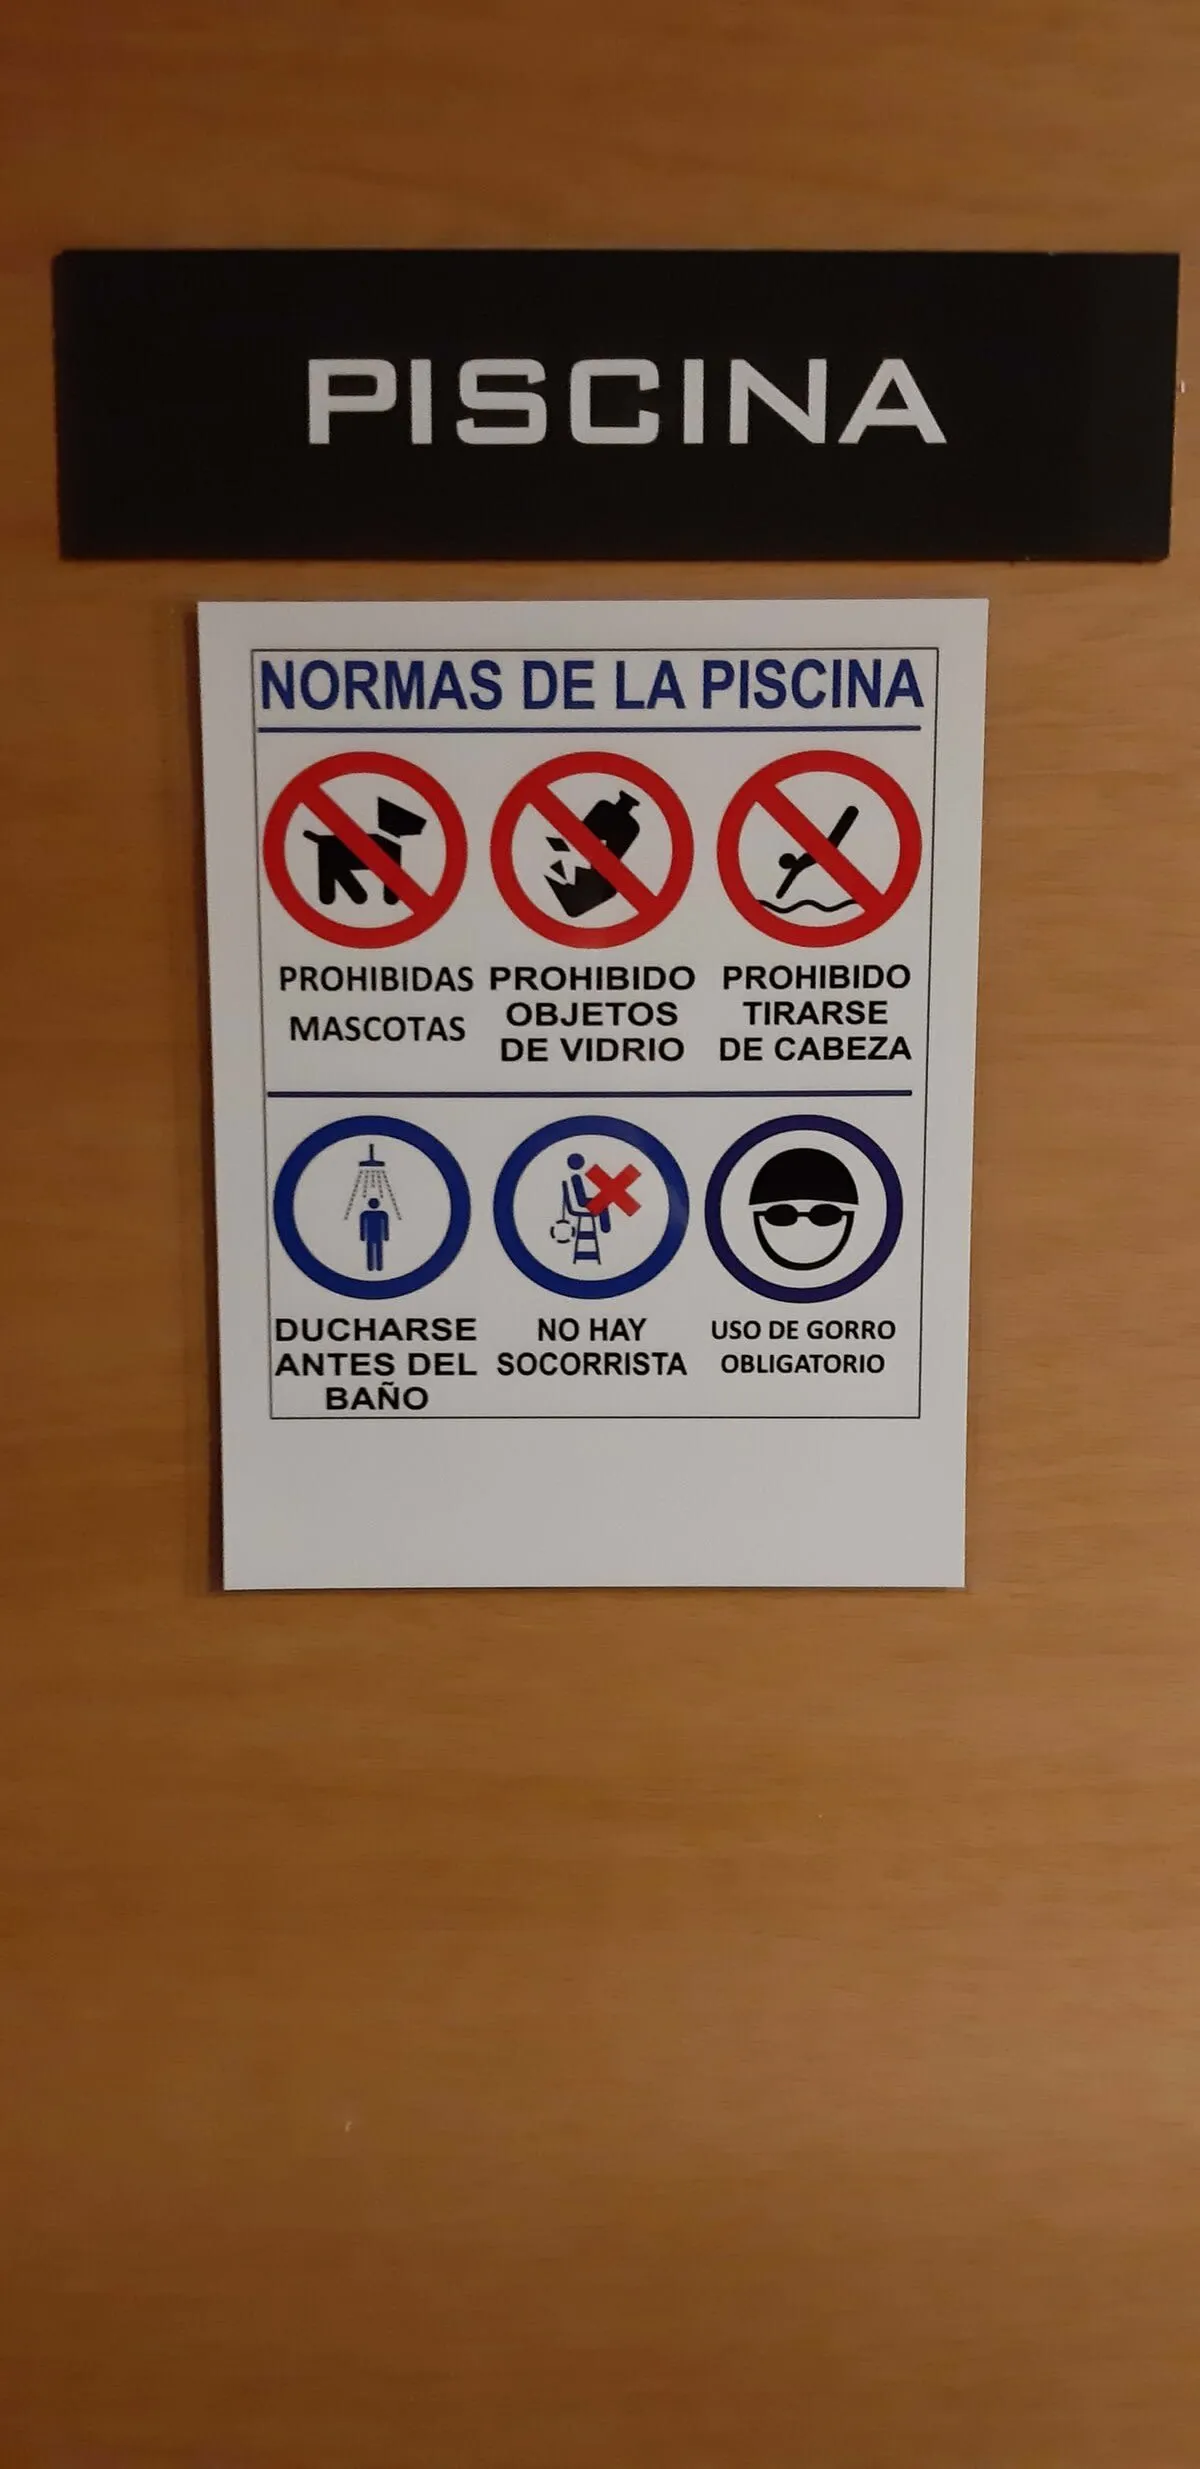 PISCINA
NORMAS DE LA PISCINA
PROHIBIDAS
MASCOTAS
PROHIBIDO
OBJETOS
DE VIDRIO
PROHIBIDO
TIRARSE
DE CABEZA
DUCHARSE
ANTES DEL
BAÑO
NO HAY
SOCORRISTA
USO DE GORRO
OBLIGATORIO